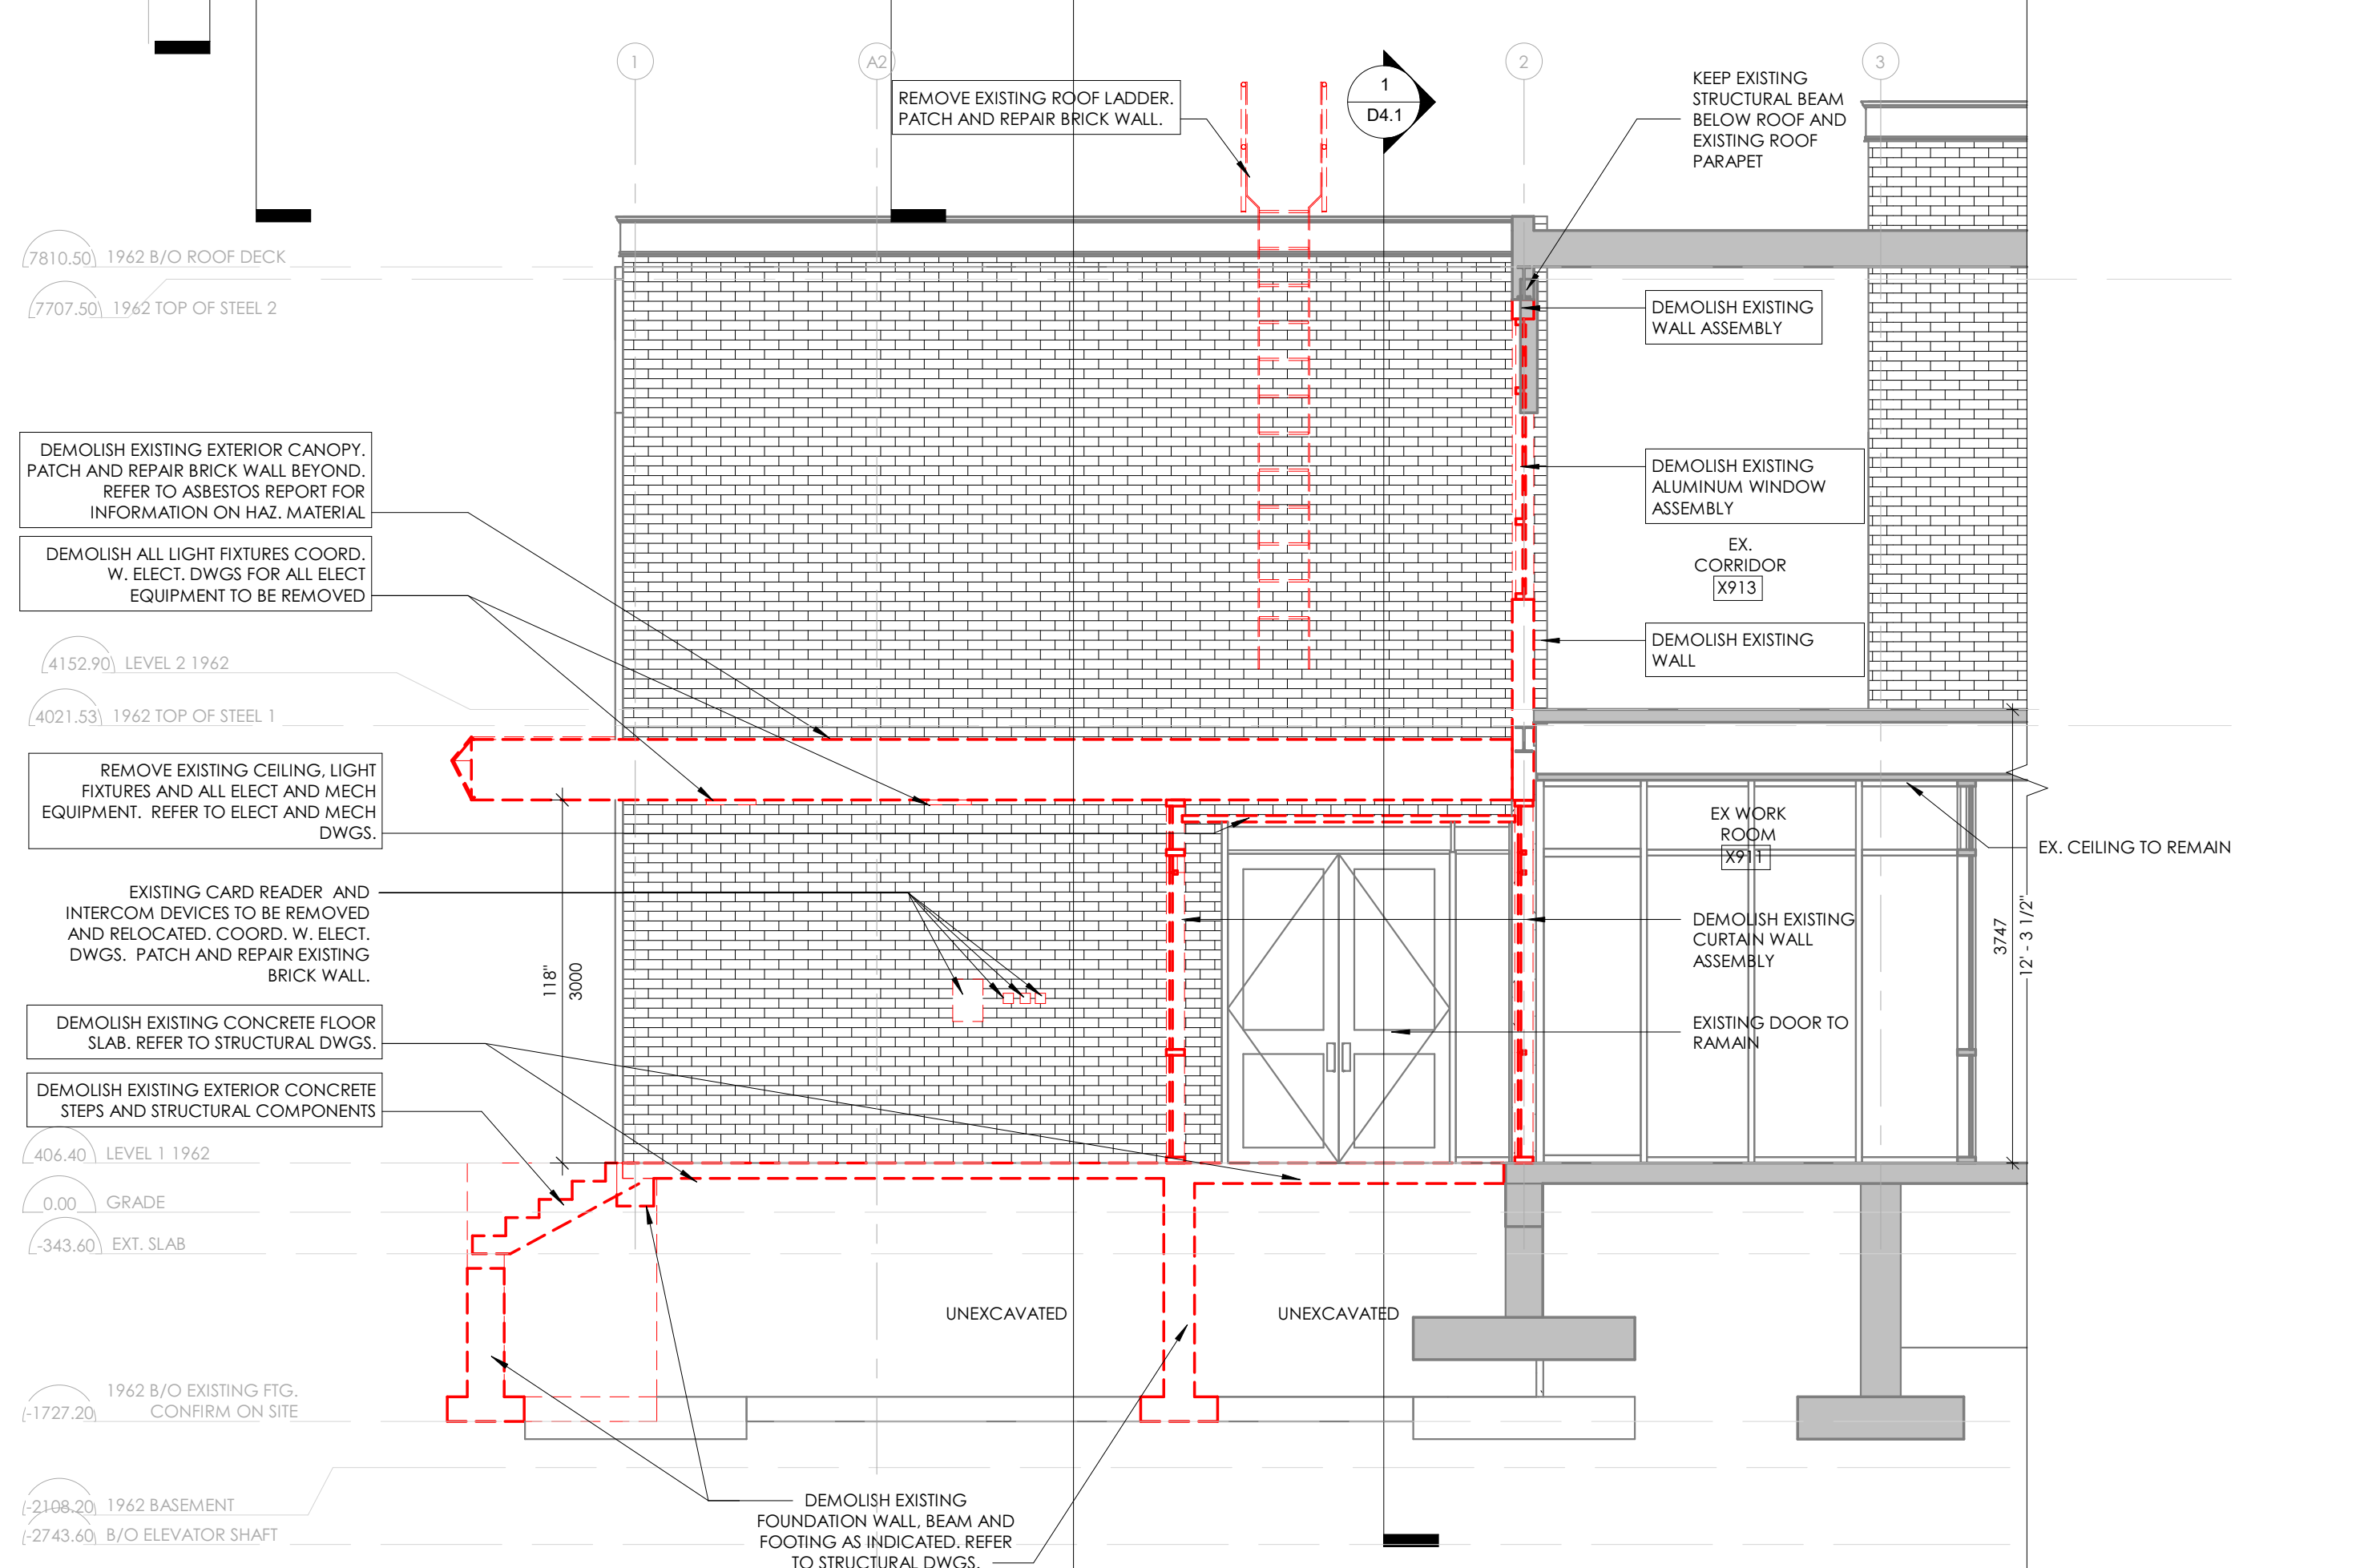 1
A2
2
3
1
D4.1
REMOVE EXISTING ROOF LADDER.
PATCH AND REPAIR BRICK WALL.
KEEP EXISTING
STRUCTURAL BEAM
BELOW ROOF AND
EXISTING ROOF
PARAPET
7810.50 1962 B/O ROOF DECK
7707.50 1962 TOP OF STEEL 2
DEMOLISH EXISTING
WALL ASSEMBLY
DEMOLISH EXISTING EXTERIOR CANOPY.
PATCH AND REPAIR BRICK WALL BEYOND.
REFER TO ASBESTOS REPORT FOR
INFORMATION ON HAZ. MATERIAL
DEMOLISH EXISTING
ALUMINUM WINDOW
ASSEMBLY
DEMOLISH ALL LIGHT FIXTURES COORD.
W. ELECT. DWGS FOR ALL ELECT
EQUIPMENT TO BE REMOVED
EX.
CORRIDOR
X913
DEMOLISH EXISTING
WALL
4152.90 LEVEL 2 1962
4021.53 1962 TOP OF STEEL 1
REMOVE EXISTING CEILING, LIGHT
FIXTURES AND ALL ELECT AND MECH
EQUIPMENT. REFER TO ELECT AND MECH
DWGS.
EX WORK
ROOM
X911
EX. CEILING TO REMAIN
EXISTING CARD READER AND
INTERCOM DEVICES TO BE REMOVED
AND RELOCATED. COORD. W. ELECT.
DWGS. PATCH AND REPAIR EXISTING
BRICK WALL.
118"
3000
DEMOLISH EXISTING
CURTAIN WALL
ASSEMBLY
3747
12' - 3 1/2"
EXISTING DOOR TO
RAMAIN
DEMOLISH EXISTING CONCRETE FLOOR
SLAB. REFER TO STRUCTURAL DWGS.
DEMOLISH EXISTING EXTERIOR CONCRETE
STEPS AND STRUCTURAL COMPONENTS
406.40 LEVEL 1 1962
0.00 GRADE
-343.60 EXT. SLAB
UNEXCAVATED
UNEXCAVATED
-1727.20 1962 B/O EXISTING FTG.
CONFIRM ON SITE
-2108.20 1962 BASEMENT
-2743.60 B/O ELEVATOR SHAFT
DEMOLISH EXISTING
FOUNDATION WALL, BEAM AND
FOOTING AS INDICATED. REFER
TO STRUCTURAL DWGS.